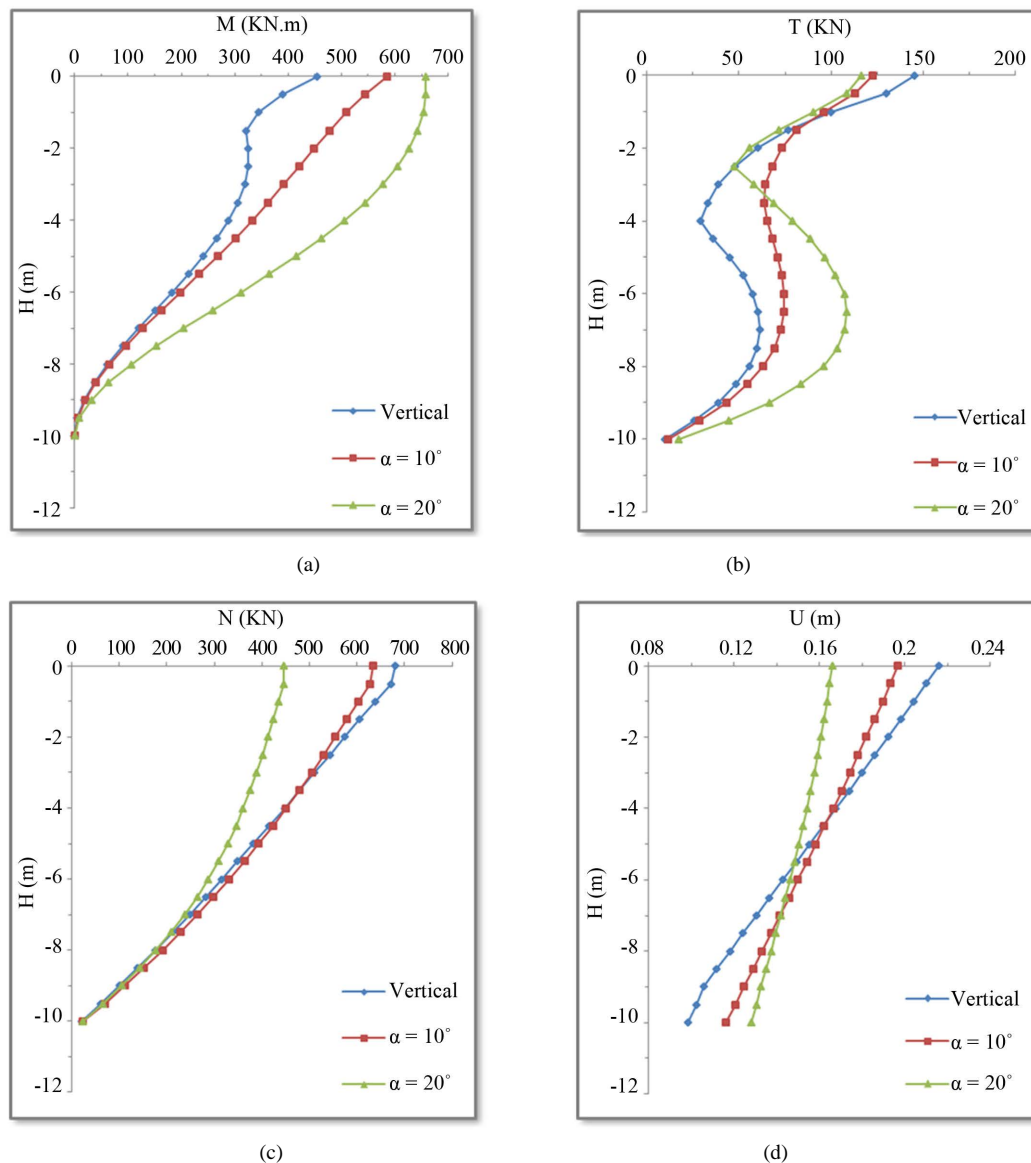 M (KN.m)
0 100 200 300 400 500 600 700
0
-2
-4
-6
-8
-10
-12
H (m)
Vertical
α = 10°
α = 20°
(a)
T (KN)
0 50 100 150 200
0
-2
-4
-6
-8
-10
-12
H (m)
Vertical
α = 10°
α = 20°
(b)
N (KN)
0 100 200 300 400 500 600 700 800
0
-2
-4
-6
-8
-10
-12
H (m)
Vertical
α = 10°
α = 20°
(c)
U (m)
0.08 0.12 0.16 0.2 0.24
0
-2
-4
-6
-8
-10
-12
H (m)
Vertical
α = 10°
α = 20°
(d)